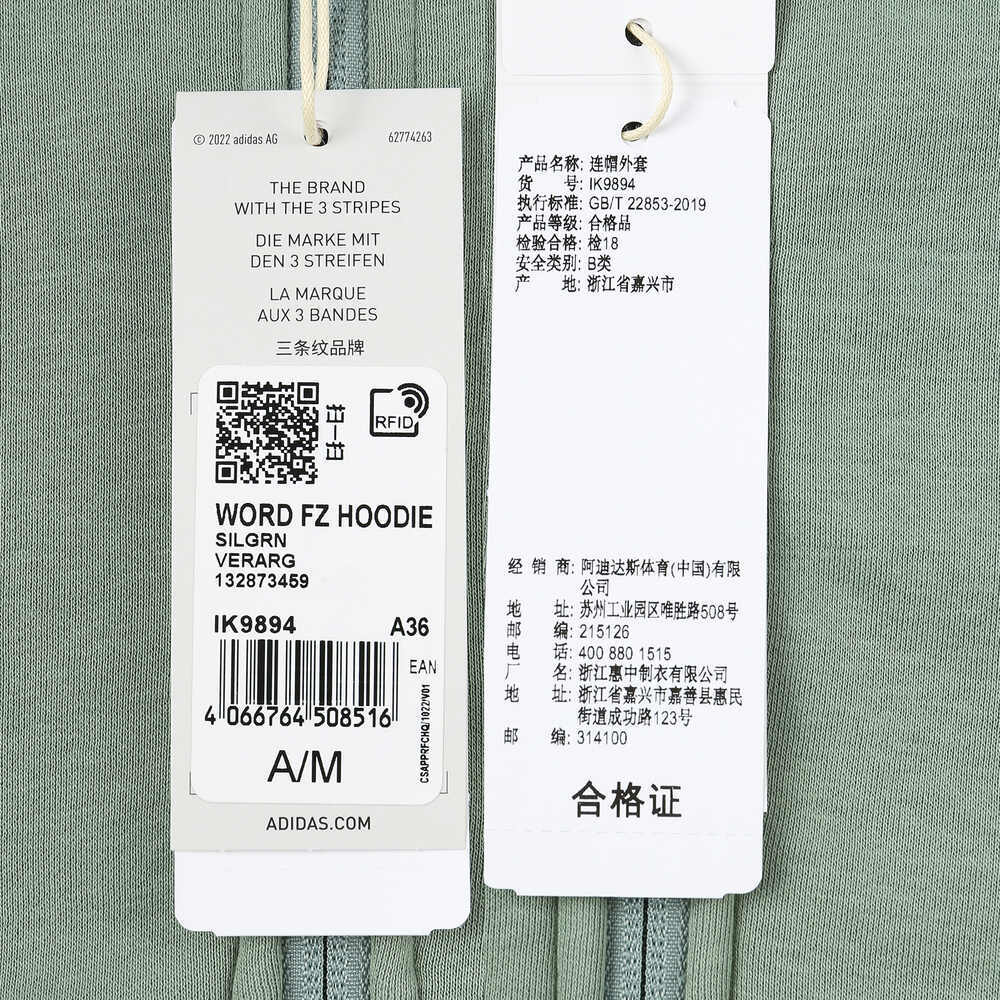 © 2022 adidas AG 62774263
THE BRAND
WITH THE 3 STRIPES
DIE MARKE MIT
DEN 3 STREIFEN
LA MARQUE
AUX 3 BANDES
三条纹品牌
扫一扫
RFID
WORD FZ HOODIE
SILGRN
VERARG
132873459
IK9894 A36
EAN
4 066764 508516
CSAPPRFCHQ/1022/V01
A/M
ADIDAS.COM
产品名称: 连帽外套
货 号: IK9894
执行标准: GB/T 22853-2019
产品等级: 合格品
检验合格: 检18
安全类别: B类
产 地: 浙江省嘉兴市
经 销 商: 阿迪达斯体育(中国)有限
公司
地 址: 苏州工业园区唯胜路508号
邮 编: 215126
电 话: 400 880 1515
厂 名: 浙江惠中制衣有限公司
地 址: 浙江省嘉兴市嘉善县惠民
街道成功路123号
邮 编: 314100
合格证